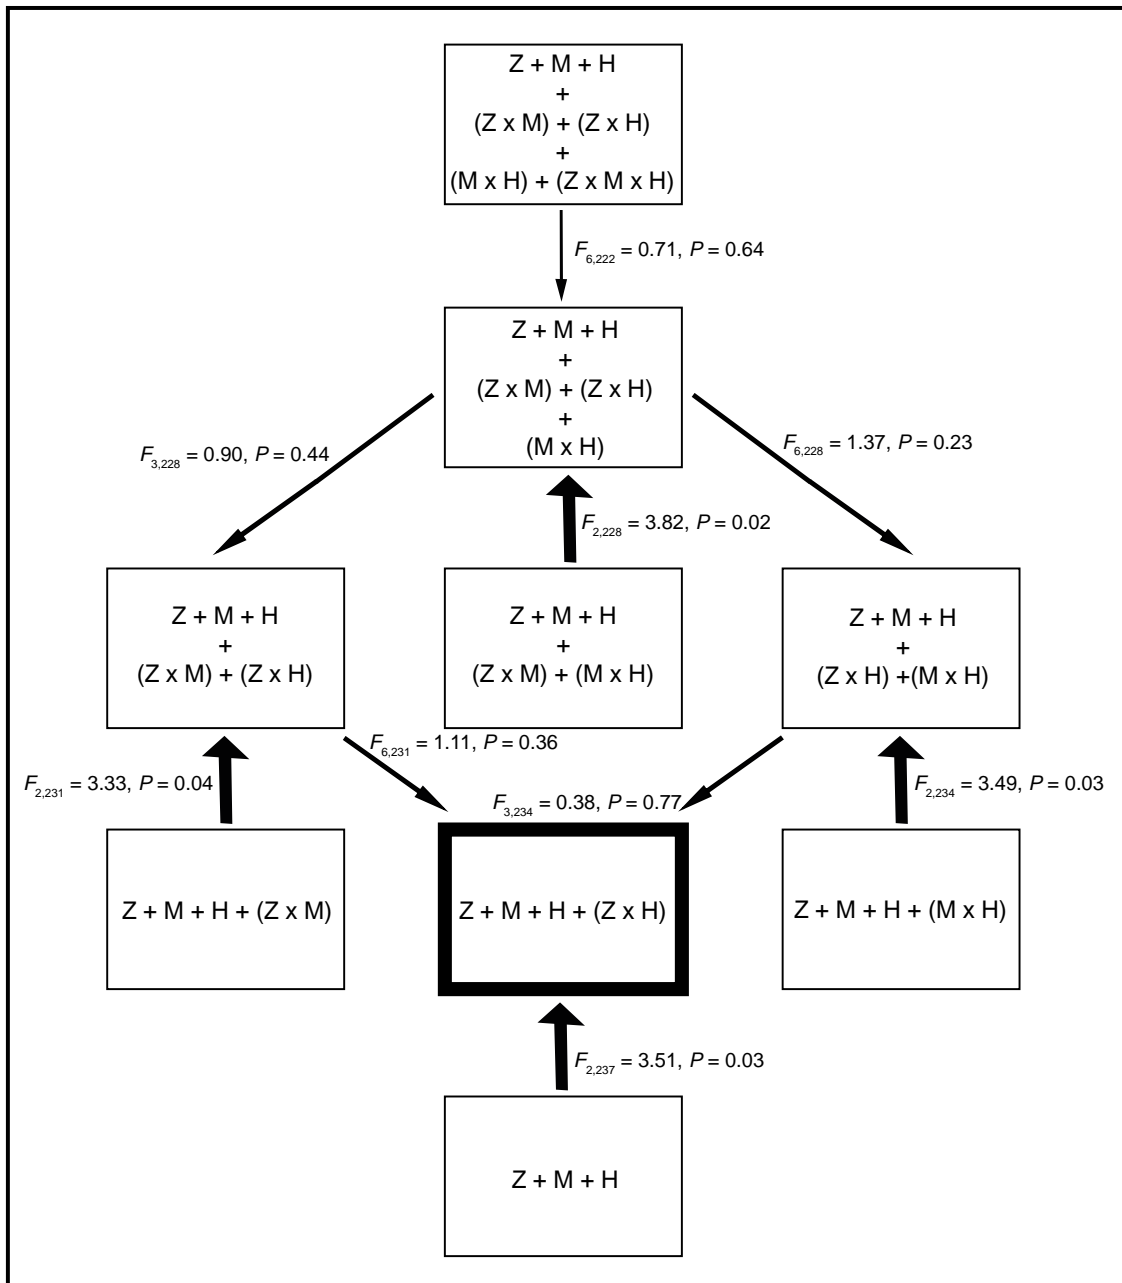 Z + M + H
+
(Z x M) + (Z x H)
+
(M x H) + (Z x M x H)
F6,222 = 0.71, P = 0.64
Z + M + H
+
(Z x M) + (Z x H)
+
(M x H)
F3,228 = 0.90, P = 0.44
F6,228 = 1.37, P = 0.23
F2,228 = 3.82, P = 0.02
Z + M + H
+
(Z x M) + (Z x H)
Z + M + H
+
(Z x M) + (M x H)
Z + M + H
+
(Z x H) +(M x H)
F6,231 = 1.11, P = 0.36
F2,231 = 3.33, P = 0.04
F3,234 = 0.38, P = 0.77
F2,234 = 3.49, P = 0.03
Z + M + H + (Z x M)
Z + M + H + (Z x H)
Z + M + H + (M x H)
F2,237 = 3.51, P = 0.03
Z + M + H